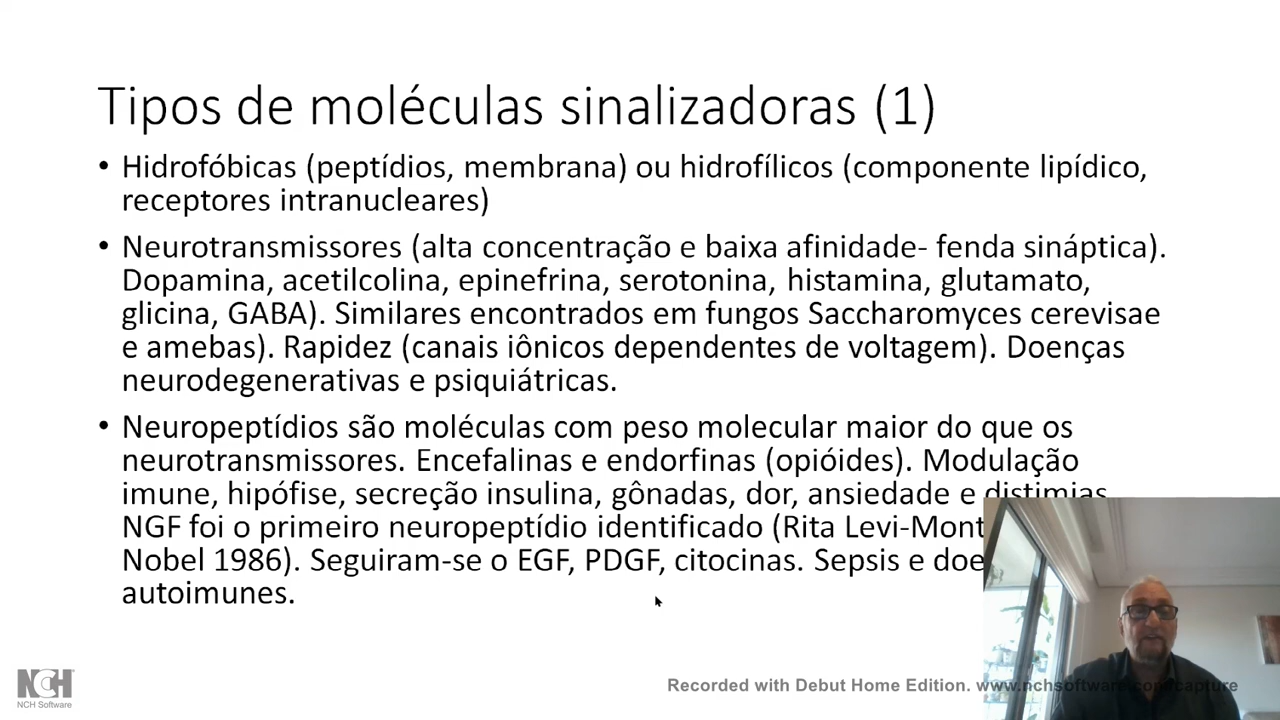 Tipos de moléculas sinalizadoras (1)
• Hidrofóbicas (peptídios, membrana) ou hidrofílicos (componente lipídico,
receptores intranucleares)
• Neurotransmissores (alta concentração e baixa afinidade- fenda sináptica).
Dopamina, acetilcolina, epinefrina, serotonina, histamina, glutamato,
glicina, GABA). Similares encontrados em fungos Saccharomyces cerevisae
e amebas). Rapidez (canais iônicos dependentes de voltagem). Doenças
neurodegenerativas e psiquiátricas.
• Neuropeptídios são moléculas com peso molecular maior do que os
neurotransmissores. Encefalinas e endorfinas (opióides). Modulação
imune, hipófise, secreção insulina, gônadas, dor, ansiedade e distimias
NGF foi o primeiro neuropeptídio identificado (Rita Levi-Mont
Nobel 1986). Seguiram-se o EGF, PDGF, citocinas. Sepsis e doe
autoimunes.
NCH
NCH Software
Recorded with Debut Home Edition. www.nchsoftware.com/capture